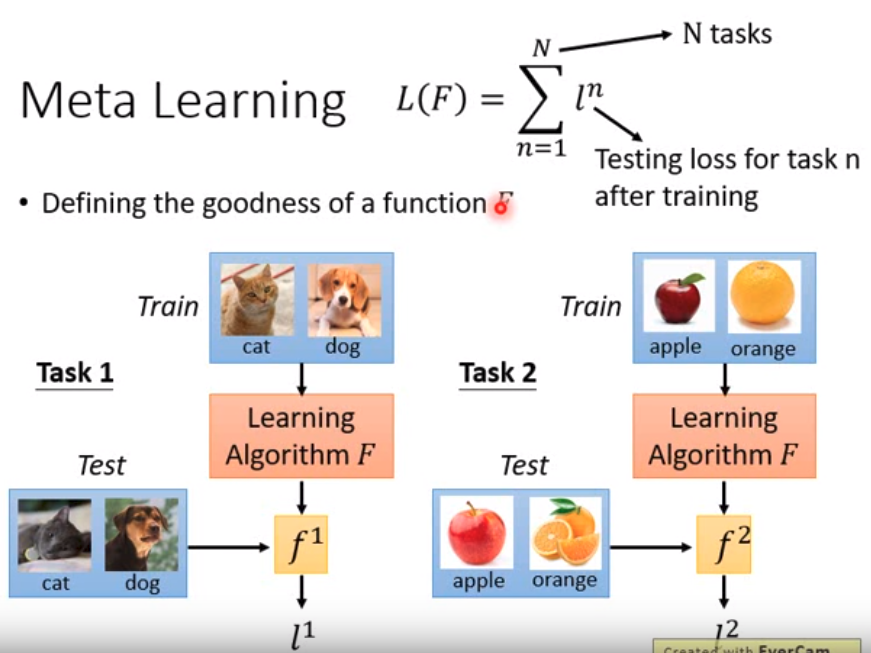 N tasks
Meta Learning
L(F) = \sum_{n=1}^{N} l^n
Testing loss for task n
after training
• Defining the goodness of a function F
Train
cat dog
Task 1
Learning
Algorithm F
Test
cat dog
f^1
l^1
Train
apple orange
Task 2
Learning
Algorithm F
Test
apple orange
f^2
l^2
Created with EverCam